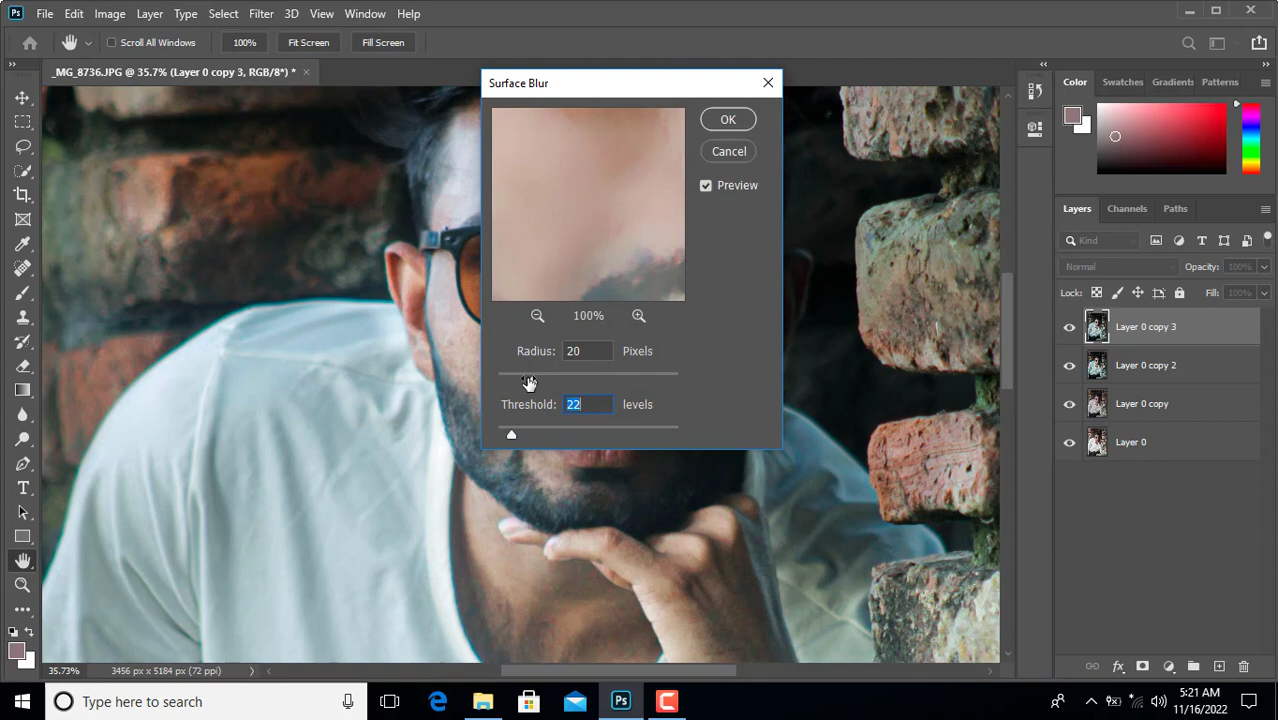 Ps File Edit Image Layer Type Select Filter 3D View Window Help
Scroll All Windows 100% Fit Screen Fill Screen
_MG_8736.JPG @ 35.7% (Layer 0 copy 3, RGB/8*) *
Surface Blur
OK
Cancel
Preview
100%
Radius: 20 Pixels
Threshold: 22 levels
Color Swatches Gradients Patterns
Layers Channels Paths
Kind
Normal Opacity: 100%
Lock: Fill: 100%
Layer 0 copy 3
Layer 0 copy 2
Layer 0 copy
Layer 0
35.73% 3456 px x 5184 px (72 ppi)
Type here to search
Ps
5:21 AM
11/16/2022